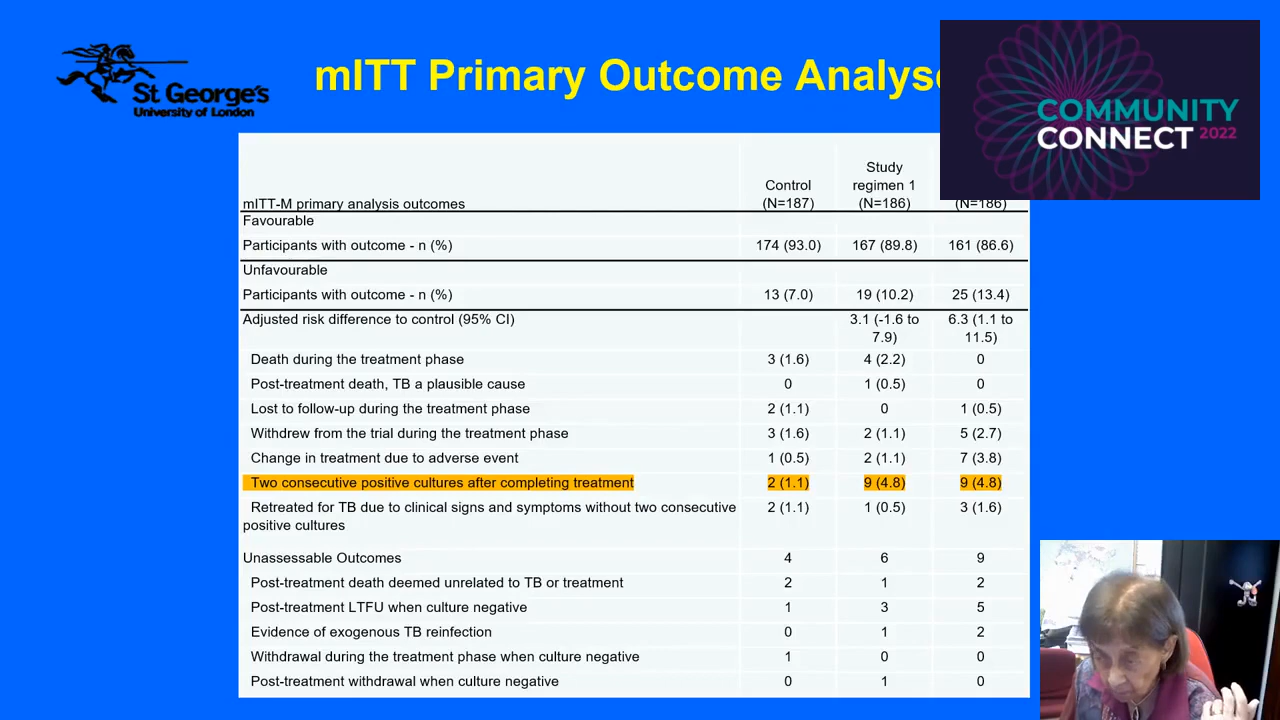 St George's
University of London
mITT Primary Outcome Analys
COMMUNITY
CONNECT 2022
mITT-M primary analysis outcomes Control (N=187) Study regimen 1 (N=186) (N=186)
Favourable
Participants with outcome - n (%) 174 (93.0) 167 (89.8) 161 (86.6)
Unfavourable
Participants with outcome - n (%) 13 (7.0) 19 (10.2) 25 (13.4)
Adjusted risk difference to control (95% CI) 3.1 (-1.6 to 7.9) 6.3 (1.1 to 11.5)
Death during the treatment phase 3 (1.6) 4 (2.2) 0
Post-treatment death, TB a plausible cause 0 1 (0.5) 0
Lost to follow-up during the treatment phase 2 (1.1) 0 1 (0.5)
Withdrew from the trial during the treatment phase 3 (1.6) 2 (1.1) 5 (2.7)
Change in treatment due to adverse event 1 (0.5) 2 (1.1) 7 (3.8)
Two consecutive positive cultures after completing treatment 2 (1.1) 9 (4.8) 9 (4.8)
Retreated for TB due to clinical signs and symptoms without two consecutive 2 (1.1) 1 (0.5) 3 (1.6)
positive cultures
Unassessable Outcomes 4 6 9
Post-treatment death deemed unrelated to TB or treatment 2 1 2
Post-treatment LTFU when culture negative 1 3 5
Evidence of exogenous TB reinfection 0 1 2
Withdrawal during the treatment phase when culture negative 1 0 0
Post-treatment withdrawal when culture negative 0 1 0